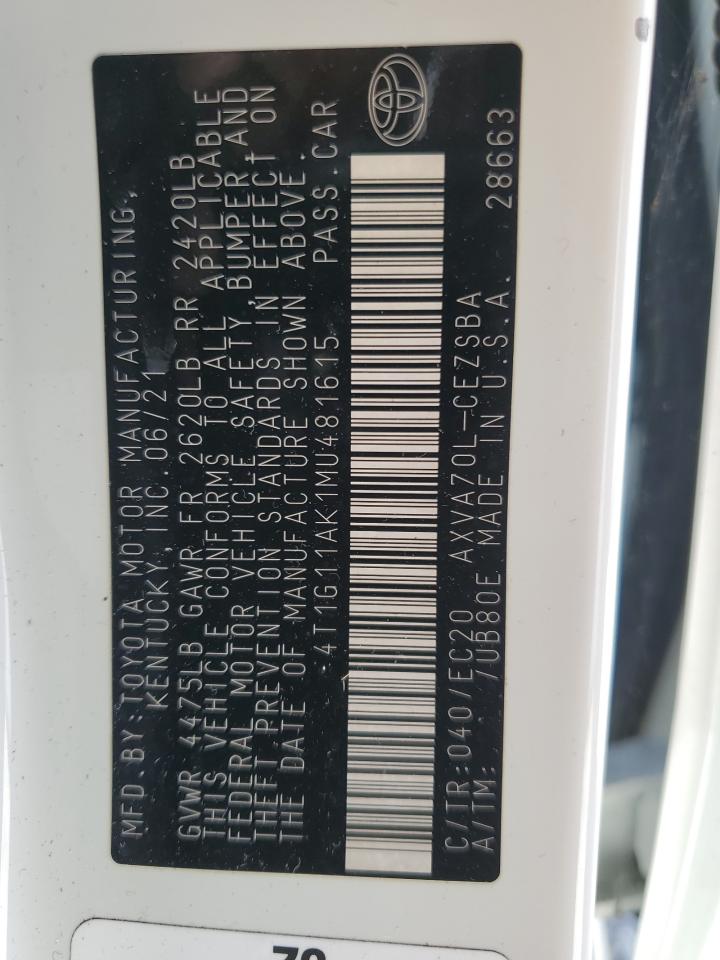 MFD. BY: TOYOTA MOTOR MANUFACTURING,
KENTUCKY, INC. 06/21
GVWR 4475LB GAWR FR 2620LB RR 2420LB
THIS VEHICLE CONFORMS TO ALL APPLICABLE
FEDERAL MOTOR VEHICLE SAFETY, BUMPER AND
THEFT PREVENTION STANDARDS IN EFFECT ON
THE DATE OF MANUFACTURE SHOWN ABOVE.
4T1G11AK1MU481615 PASS.CAR
C/TR:040/EC20 AXVA70L-CEZSBA
A/TM: /UB80E MADE IN U.S.A. 28663